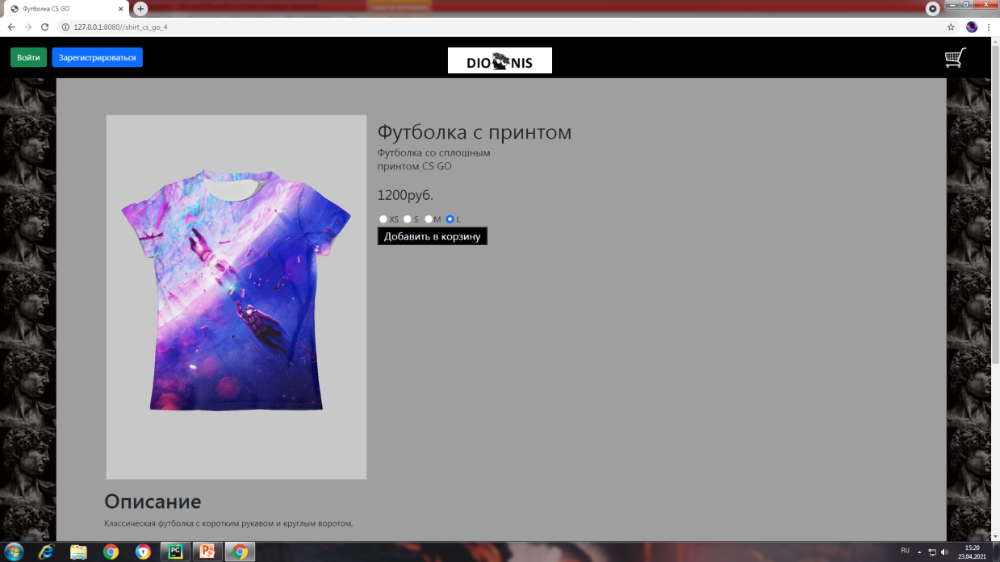 Футболка CS GO
127.0.0.1:8080//shirt_cs_go_4
Войти
Зарегистрироваться
DIO NIS
Футболка с принтом
Футболка со сплошным
принтом CS GO
1200руб.
XS S M L
Добавить в корзину
Описание
Классическая футболка с коротким рукавом и круглым воротом,
RU
15:20
23.04.2021